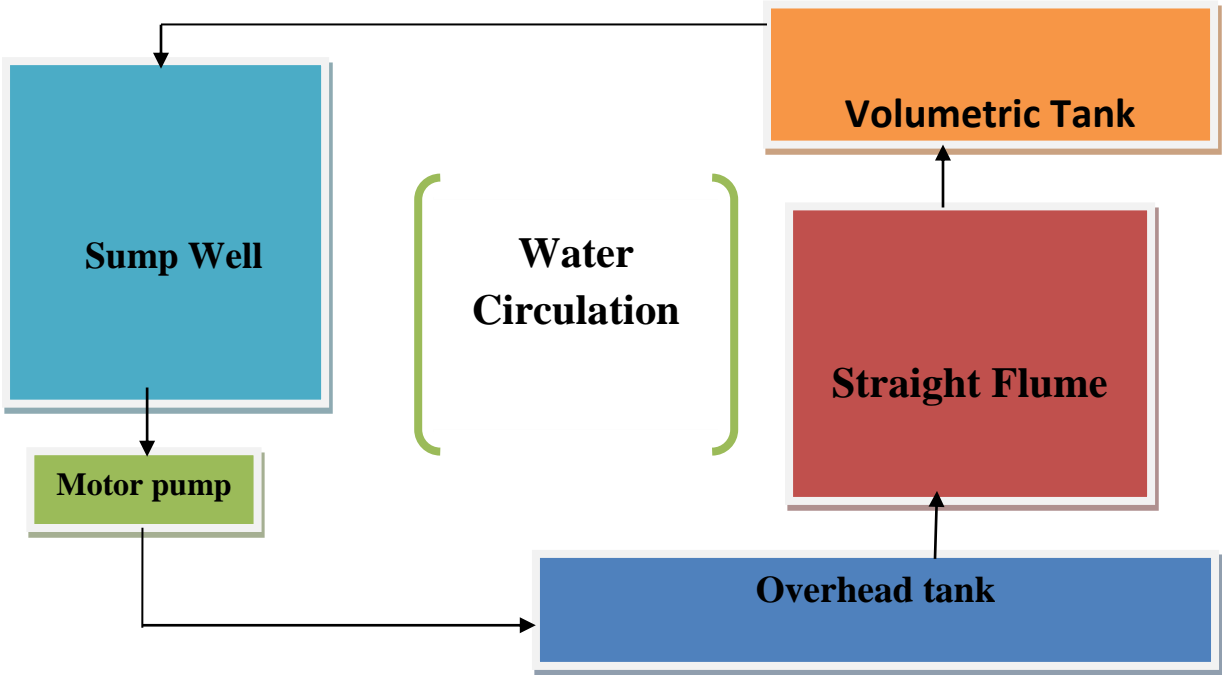 Volumetric Tank
Sump Well
Water
Circulation
Straight Flume
Motor pump
Overhead tank